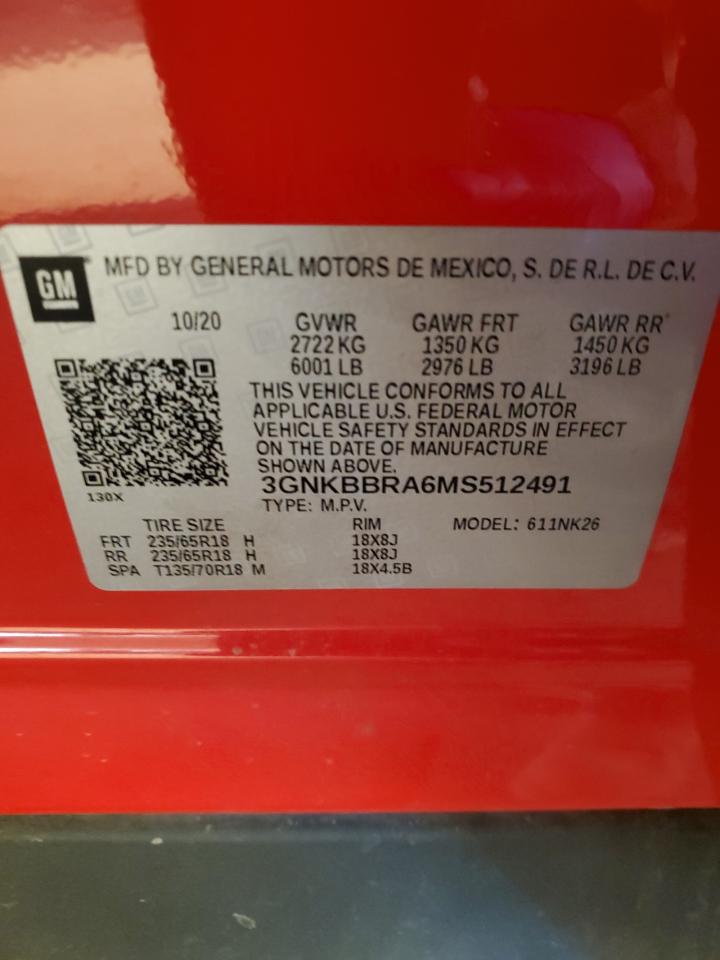 GM
MFD BY GENERAL MOTORS DE MEXICO, S. DE R.L. DE C.V.
10/20 GVWR GAWR FRT GAWR RR
2722 KG 1350 KG 1450 KG
6001 LB 2976 LB 3196 LB
THIS VEHICLE CONFORMS TO ALL
APPLICABLE U.S. FEDERAL MOTOR
VEHICLE SAFETY STANDARDS IN EFFECT
ON THE DATE OF MANUFACTURE
SHOWN ABOVE.
3GNKBBRA6MS512491
130X
TYPE: M.P.V.
TIRE SIZE RIM MODEL: 611NK26
FRT 235/65R18 H 18X8J
RR 235/65R18 H 18X8J
SPA T135/70R18 M 18X4.5B